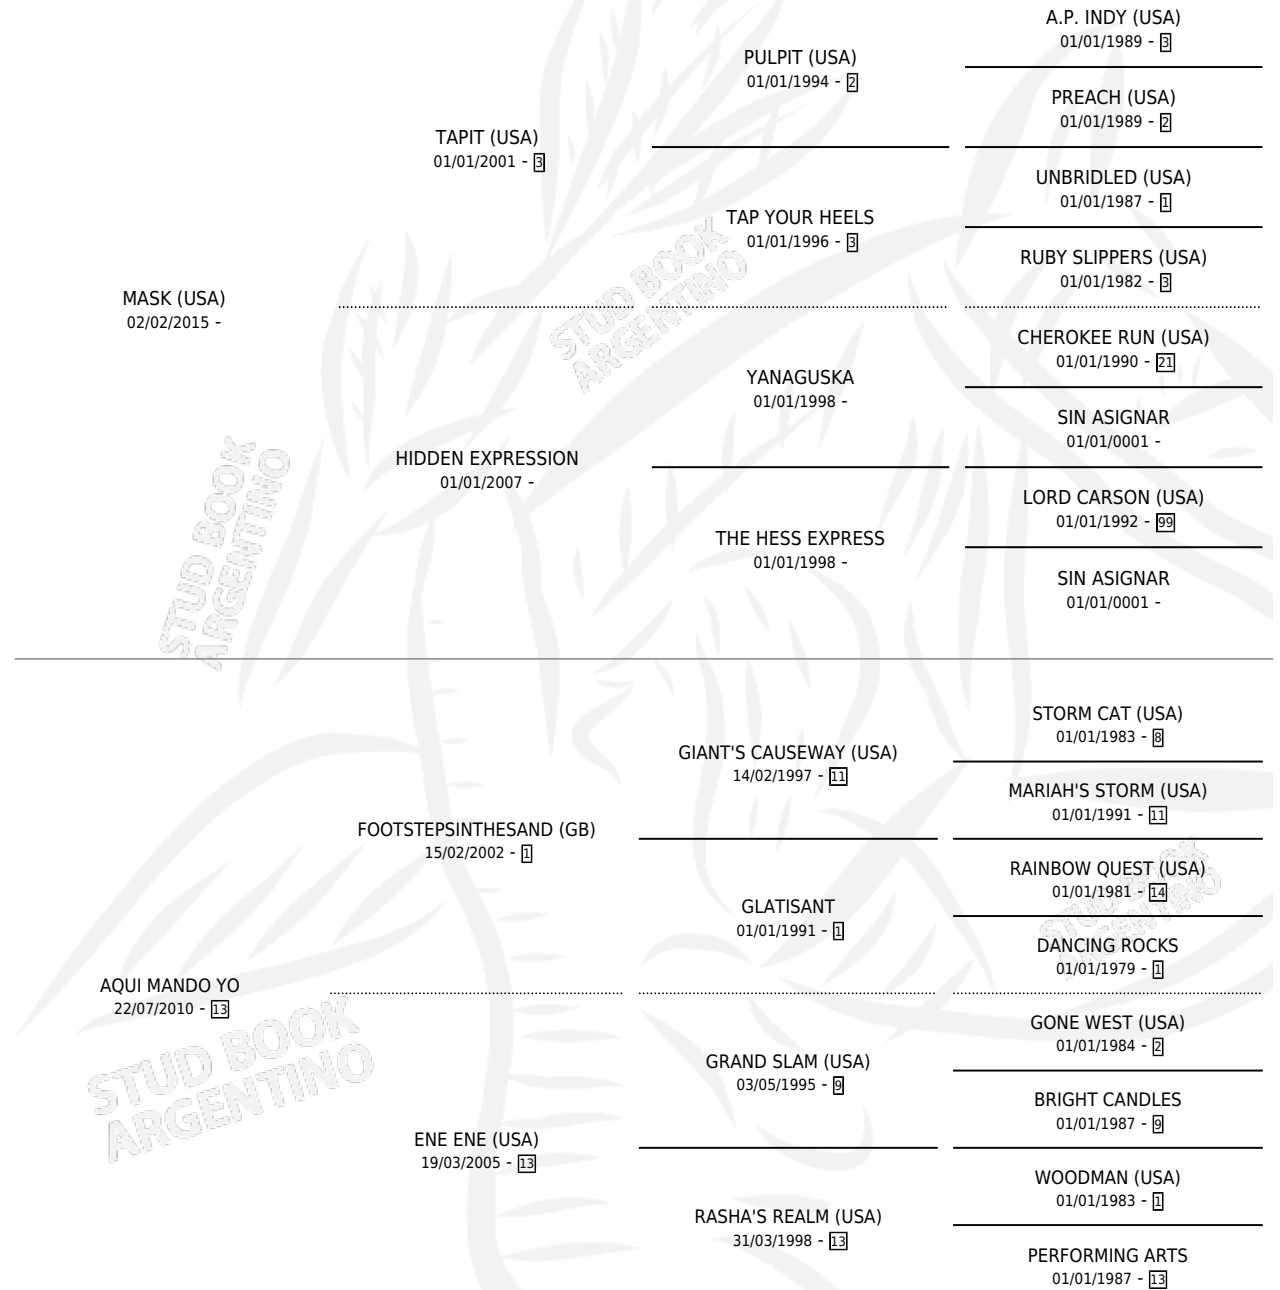 A.P. INDY (USA)
01/01/1989 - 3
PULPIT (USA)
01/01/1994 - 2
PREACH (USA)
01/01/1989 - 2
TAPIT (USA)
01/01/2001 - 3
UNBRIDLED (USA)
01/01/1987 - 1
TAP YOUR HEELS
01/01/1996 - 3
RUBY SLIPPERS (USA)
01/01/1982 - 3
MASK (USA)
02/02/2015 -
STUD BOOK
ARGENTINO
CHEROKEE RUN (USA)
01/01/1990 - 21
YANAGUSKA
01/01/1998 -
SIN ASIGNAR
01/01/0001 -
HIDDEN EXPRESSION
01/01/2007 -
LORD CARSON (USA)
01/01/1992 - 99
THE HESS EXPRESS
01/01/1998 -
SIN ASIGNAR
01/01/0001 -
STUD BOOK
ARGENTINO
STORM CAT (USA)
01/01/1983 - 8
GIANT'S CAUSEWAY (USA)
14/02/1997 - 11
MARIAH'S STORM (USA)
01/01/1991 - 11
FOOTSTEPSINTHESAND (GB)
15/02/2002 - 1
RAINBOW QUEST (USA)
01/01/1981 - 14
GLATISANT
01/01/1991 - 1
DANCING ROCKS
01/01/1979 - 1
STUD BOOK
ARGENTINO
AQUI MANDO YO
22/07/2010 - 13
GONE WEST (USA)
01/01/1984 - 2
GRAND SLAM (USA)
03/05/1995 - 9
BRIGHT CANDLES
01/01/1987 - 9
ENE ENE (USA)
19/03/2005 - 13
WOODMAN (USA)
01/01/1983 - 1
RASHA'S REALM (USA)
31/03/1998 - 13
PERFORMING ARTS
01/01/1987 - 13
STUD BOOK
ARGENTINO